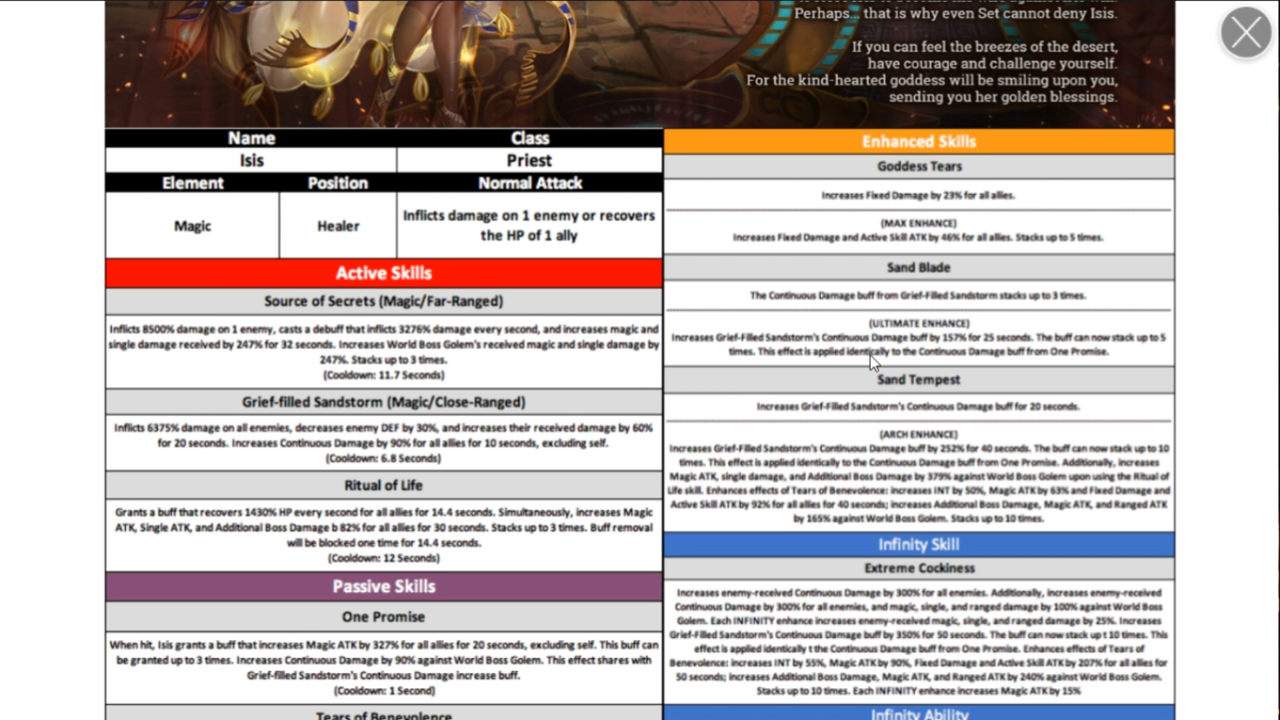 Perhaps... that is why even Set cannot deny Isis.
If you can feel the breezes of the desert,
have courage and challenge yourself.
For the kind-hearted goddess will be smiling upon you,
sending you her golden blessings.
Name Class
Isis Priest
Element Position Normal Attack
Magic Healer Inflicts damage on 1 enemy or recovers
the HP of 1 ally
Active Skills
Source of Secrets (Magic/Far-Ranged)
Inflicts 8500% damage on 1 enemy, casts a debuff that inflicts 3276% damage every second, and increases magic and
single damage received by 247% for 32 seconds. Increases World Boss Golem's received magic and single damage by
247%. Stacks up to 3 times.
(Cooldown: 11.7 Seconds)
Grief-filled Sandstorm (Magic/Close-Ranged)
Inflicts 6375% damage on all enemies, decreases enemy DEF by 30%, and increases their received damage by 60%
for 20 seconds. Increases Continuous Damage by 90% for all allies for 10 seconds, excluding self.
(Cooldown: 6.8 Seconds)
Ritual of Life
Grants a buff that recovers 1430% HP every second for all allies for 14.4 seconds. Simultaneously, increases Magic
ATK, Single ATK, and Additional Boss Damage b 82% for all allies for 30 seconds. Stacks up to 3 times. Buff removal
will be blocked one time for 14.4 seconds.
(Cooldown: 12 Seconds)
Passive Skills
One Promise
When hit, Isis grants a buff that increases Magic ATK by 327% for all allies for 20 seconds, excluding self. This buff can
be granted up to 3 times. Increases Continuous Damage by 90% against World Boss Golem. This effect shares with
Grief-filled Sandstorm's Continuous Damage increase buff.
(Cooldown: 1 Second)
Tears of Benevolence
Enhanced Skills
Goddess Tears
Increases Fixed Damage by 23% for all allies.
(MAX ENHANCE)
Increases Fixed Damage and Active Skill ATK by 46% for all allies. Stacks up to 5 times.
Sand Blade
The Continuous Damage buff from Grief-Filled Sandstorm stacks up to 3 times.
(ULTIMATE ENHANCE)
Increases Grief-Filled Sandstorm's Continuous Damage buff by 157% for 25 seconds. The buff can now stack up to 5
times. This effect is applied identically to the Continuous Damage buff from One Promise.
Sand Tempest
Increases Grief-Filled Sandstorm's Continuous Damage buff for 20 seconds.
(ARCH ENHANCE)
Increases Grief-Filled Sandstorm's Continuous Damage buff by 252% for 40 seconds. The buff can now stack up to 10
times. This effect is applied identically to the Continuous Damage buff from One Promise. Additionally, increases
Magic ATK, single damage, and Additional Boss Damage by 379% against World Boss Golem upon using the Ritual of
Life skill. Enhances effects of Tears of Benevolence: increases INT by 50%, Magic ATK by 63% and Fixed Damage and
Active Skill ATK by 92% for all allies for 40 seconds; increases Additional Boss Damage, Magic ATK, and Ranged ATK
by 165% against World Boss Golem. Stacks up to 10 times.
Infinity Skill
Extreme Cockiness
Increases enemy-received Continuous Damage by 300% for all enemies. Additionally, increases enemy-received
Continuous Damage by 300% for all enemies, and magic, single, and ranged damage by 100% against World Boss
Golem. Each INFINITY enhance increases enemy-received magic, single, and ranged damage by 25%. Increases
Grief-Filled Sandstorm's Continuous Damage buff by 350% for 50 seconds. The buff can now stack up t 10 times. This
effect is applied identically t the Continuous Damage buff from One Promise. Enhances effects of Tears of
Benevolence: increases INT by 55%, Magic ATK by 90%, Fixed Damage and Active Skill ATK by 207% for all allies for
50 seconds; increases Additional Boss Damage, Magic ATK, and Ranged ATK by 240% against World Boss Golem.
Stacks up to 10 times. Each INFINITY enhance increases Magic ATK by 15%
Infinity Ability